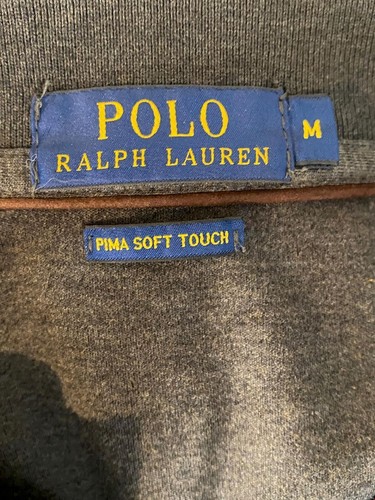 POLO
RALPH LAUREN
M
PIMA SOFT TOUCH